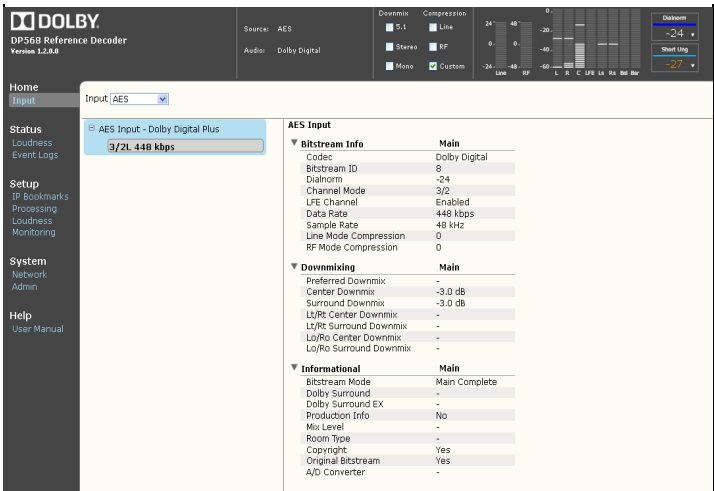 DOLBY.
DP568 Reference Decoder
Version 1.2.0.0
Source: AES
Audio: Dolby Digital
Downmix Compression
5.1 Line
Stereo RF
Mono Custom
24 48
0 0
-24 -48
Line RF
0
-20
-40
-60
L R C LFE Ls Rs Bsl Bsr
Dialnorm
-24
Short Ung
-27
Home
Input
Status
Loudness
Event Logs
Setup
IP Bookmarks
Processing
Loudness
Monitoring
System
Network
Admin
Help
User Manual
Input AES
AES Input - Dolby Digital Plus
3/2L 448 kbps
AES Input
Bitstream Info Main
Codec Dolby Digital
Bitstream ID 8
Dialnorm -24
Channel Mode 3/2
LFE Channel Enabled
Data Rate 448 kbps
Sample Rate 48 kHz
Line Mode Compression 0
RF Mode Compression 0
Downmixing Main
Preferred Downmix -
Center Downmix -3.0 dB
Surround Downmix -3.0 dB
Lt/Rt Center Downmix -
Lt/Rt Surround Downmix -
Lo/Ro Center Downmix -
Lo/Ro Surround Downmix -
Informational Main
Bitstream Mode Main Complete
Dolby Surround -
Dolby Surround EX -
Production Info No
Mix Level -
Room Type -
Copyright Yes
Original Bitstream Yes
A/D Converter -